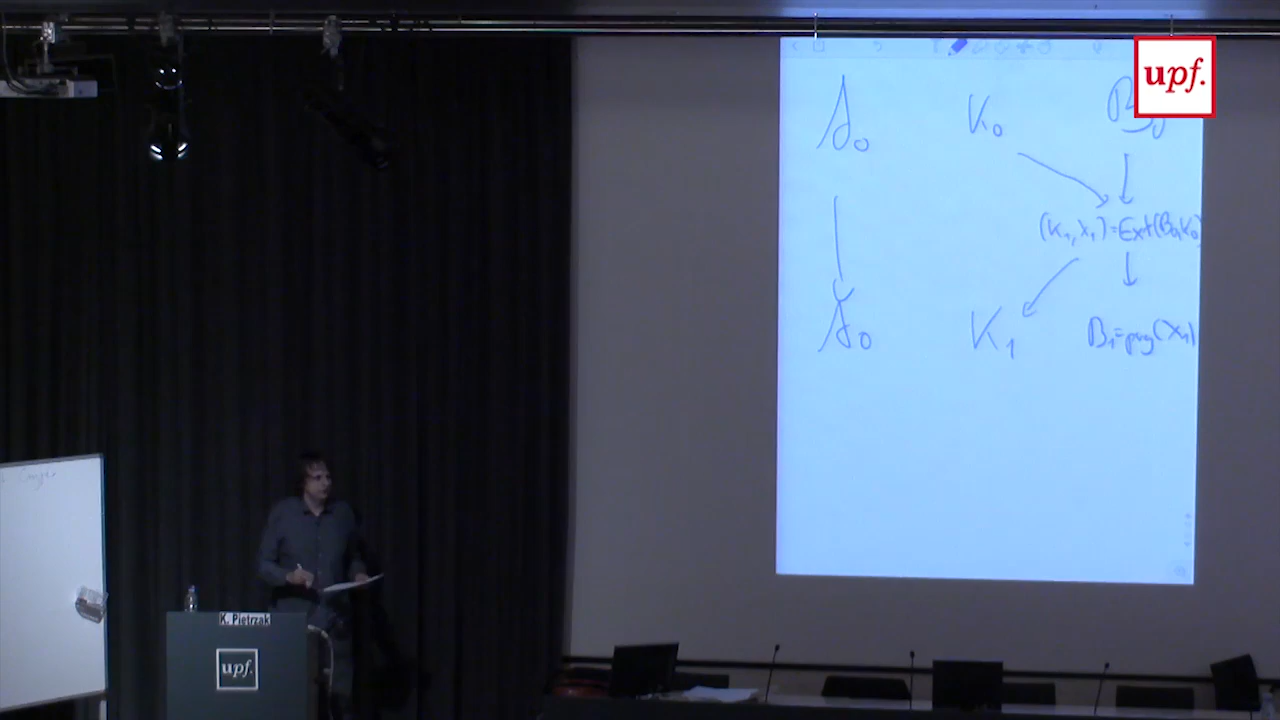 upf.
A₀ K₀ B₀
(K₁, X₁) = Ext(B₀, K₀)
A₀ K₁ B₁ = prg(X₁)
K. Pietrzak
upf.